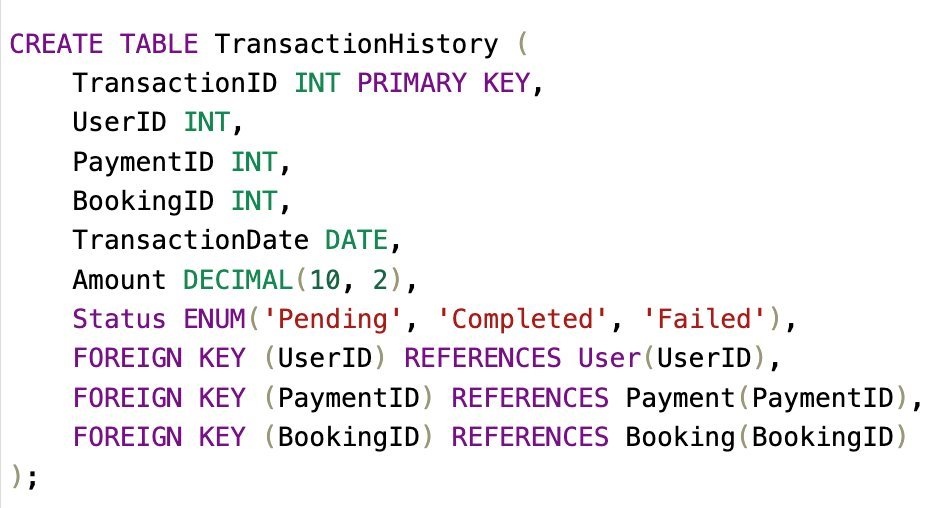 CREATE TABLE TransactionHistory (
    TransactionID INT PRIMARY KEY,
    UserID INT,
    PaymentID INT,
    BookingID INT,
    TransactionDate DATE,
    Amount DECIMAL(10, 2),
    Status ENUM('Pending', 'Completed', 'Failed'),
    FOREIGN KEY (UserID) REFERENCES User(UserID),
    FOREIGN KEY (PaymentID) REFERENCES Payment(PaymentID),
    FOREIGN KEY (BookingID) REFERENCES Booking(BookingID)
);